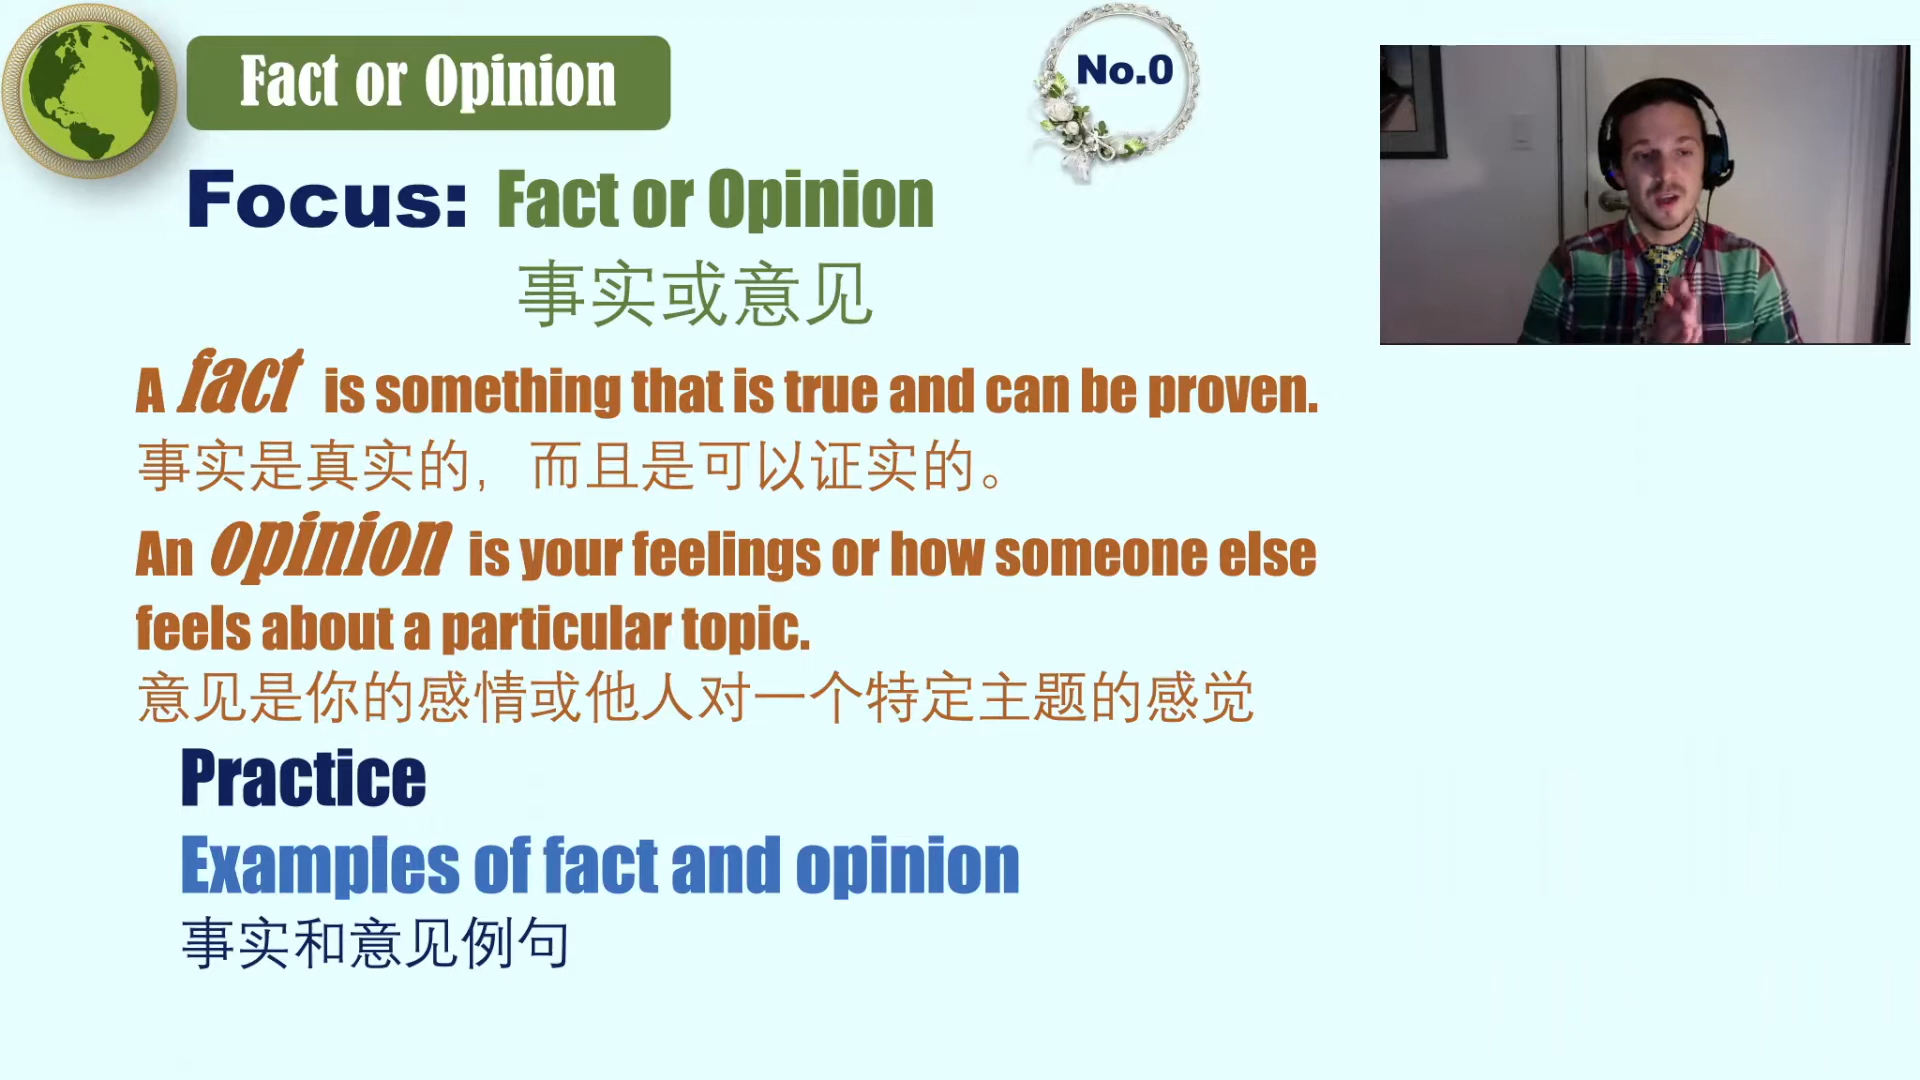 Fact or Opinion
No.0
Focus: Fact or Opinion
事实或意见
A fact is something that is true and can be proven.
事实是真实的，而且是可以证实的。
An opinion is your feelings or how someone else
feels about a particular topic.
意见是你的感情或他人对一个特定主题的感觉
Practice
Examples of fact and opinion
事实和意见例句